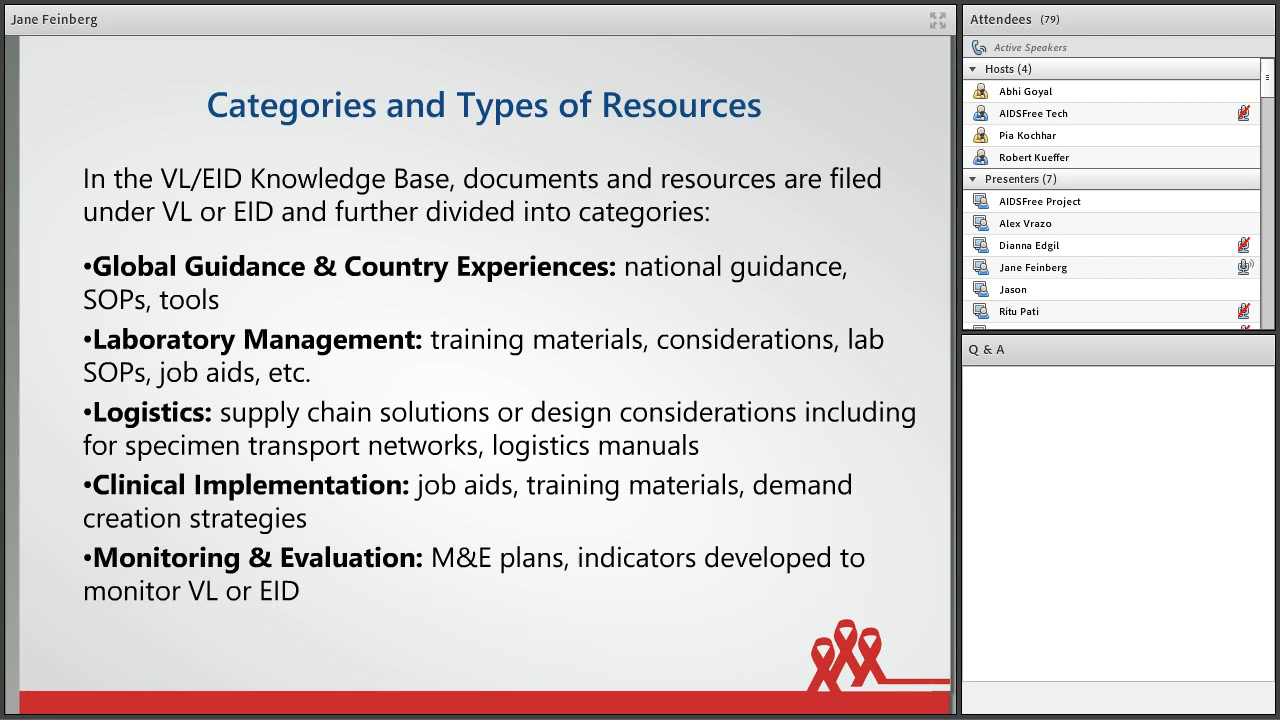 Jane Feinberg
Categories and Types of Resources
In the VL/EID Knowledge Base, documents and resources are filed
under VL or EID and further divided into categories:
•Global Guidance & Country Experiences: national guidance,
SOPs, tools
•Laboratory Management: training materials, considerations, lab
SOPs, job aids, etc.
•Logistics: supply chain solutions or design considerations including
for specimen transport networks, logistics manuals
•Clinical Implementation: job aids, training materials, demand
creation strategies
•Monitoring & Evaluation: M&E plans, indicators developed to
monitor VL or EID
Attendees (79)
Active Speakers
Hosts (4)
Abhi Goyal
AIDSFree Tech
Pia Kochhar
Robert Kueffer
Presenters (7)
AIDSFree Project
Alex Vrazo
Dianna Edgil
Jane Feinberg
Jason
Ritu Pati
Q & A